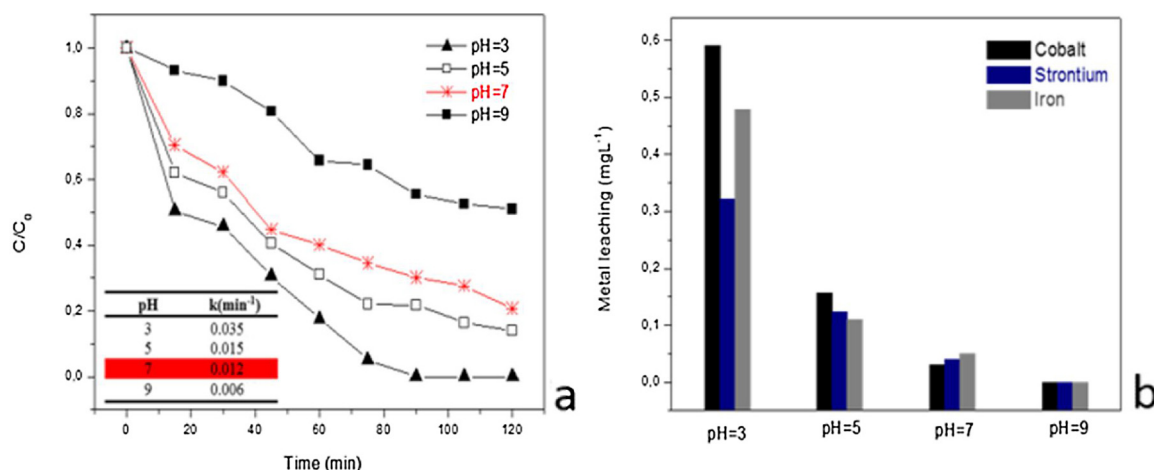 1,0
0,8
0,6
0,4
0,2
0,0
C/C₀
pH=3
pH=5
pH=7
pH=9
pH k(min⁻¹)
3 0.035
5 0.015
7 0.012
9 0.006
0 20 40 60 80 100 120
Time (min)
a
0,6
0,5
0,3
0,2
0,1
0,0
Metal leaching (mgL⁻¹)
Cobalt
Strontium
Iron
pH=3 pH=5 pH=7 pH=9
b